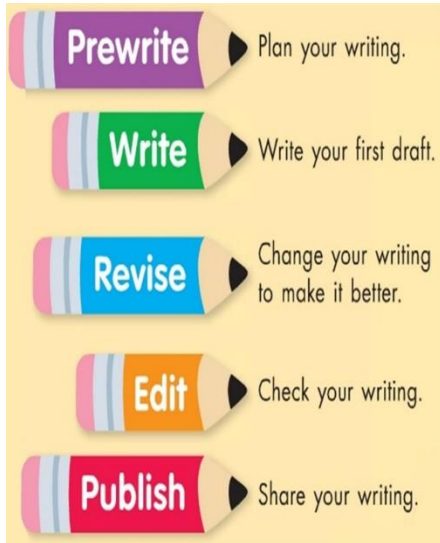 Prewrite Plan your writing.
Write Write your first draft.
Revise Change your writing
to make it better.
Edit Check your writing.
Publish Share your writing.